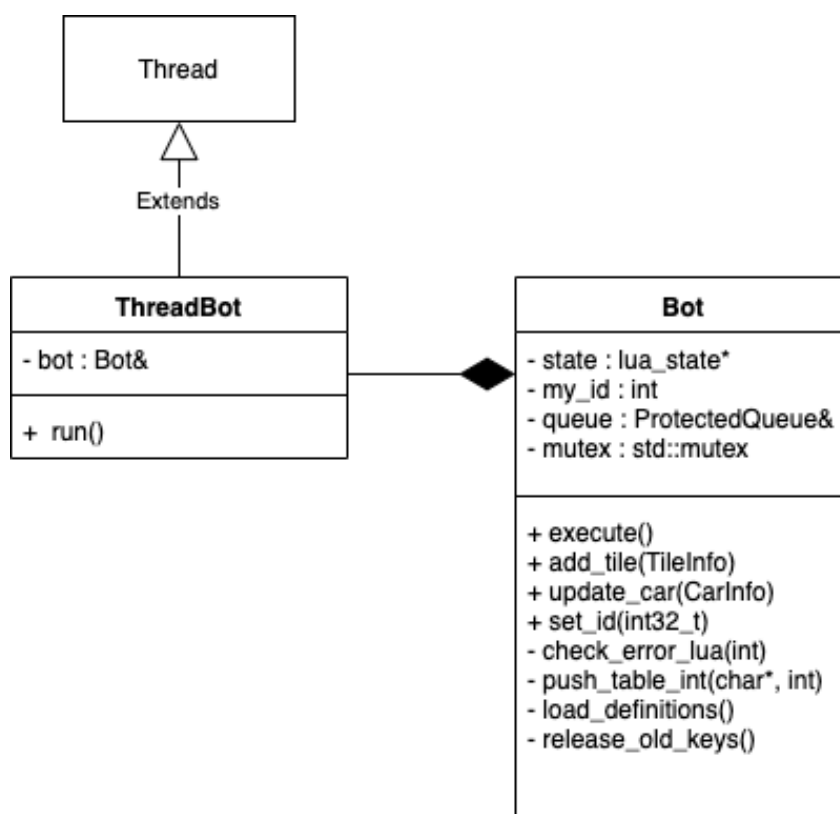 Thread
Extends
ThreadBot
- bot : Bot&
+ run()
Bot
- state : lua_state*
- my_id : int
- queue : ProtectedQueue&
- mutex : std::mutex
+ execute()
+ add_tile(TileInfo)
+ update_car(CarInfo)
+ set_id(int32_t)
- check_error_lua(int)
- push_table_int(char*, int)
- load_definitions()
- release_old_keys()